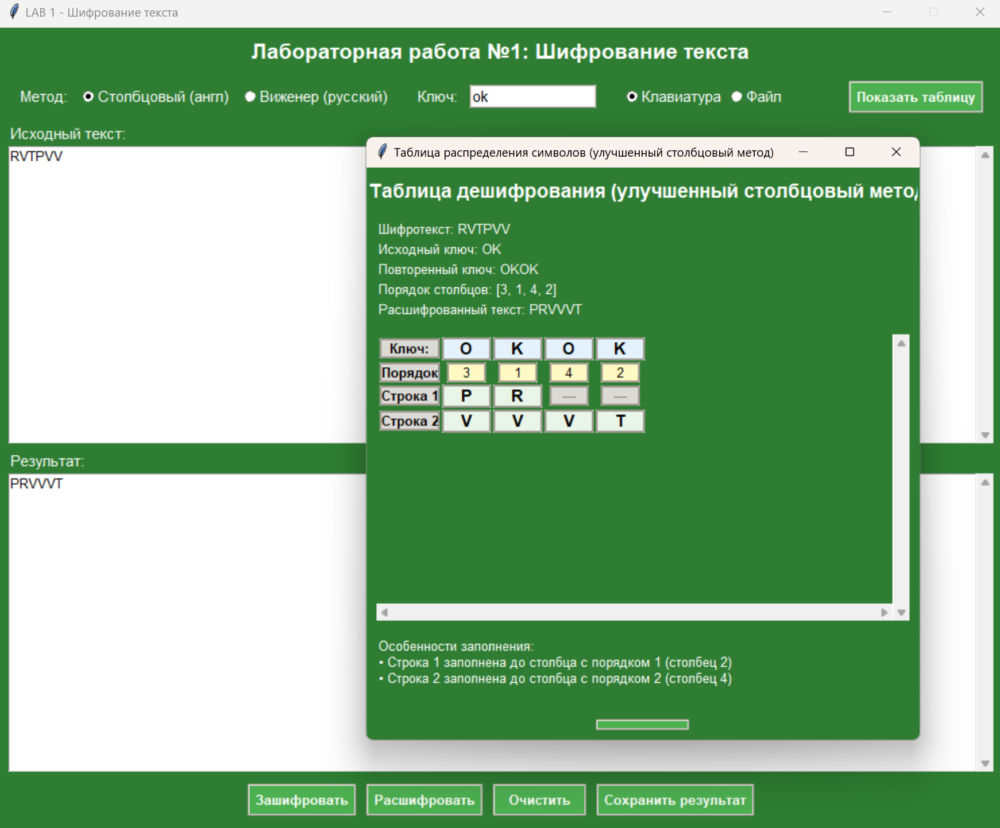 LAB 1 - Шифрование текста
Лабораторная работа №1: Шифрование текста
Метод: Столбцовый (англ) Виженер (русский) Ключ: ok Клавиатура Файл Показать таблицу
Исходный текст:
RVTPVV
Таблица распределения символов (улучшенный столбцовый метод)
Таблица дешифрования (улучшенный столбцовый метод
Шифротекст: RVTPVV
Исходный ключ: OK
Повторенный ключ: OKOK
Порядок столбцов: [3, 1, 4, 2]
Расшифрованный текст: PRVVVT
Ключ: O K O K
Порядок 3 1 4 2
Строка 1 P R — —
Строка 2 V V V T
Особенности заполнения:
• Строка 1 заполнена до столбца с порядком 1 (столбец 2)
• Строка 2 заполнена до столбца с порядком 2 (столбец 4)
Результат:
PRVVVT
Зашифровать Расшифровать Очистить Сохранить результат